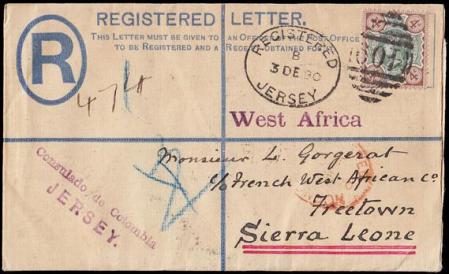 REGISTERED LETTER.
THIS LETTER MUST BE GIVEN TO AN OFFICER OF THE POST OFFICE
TO BE REGISTERED AND A RECEIPT OBTAINED FOR IT.
R
REGISTERED
B
3 DE 90
JERSEY
4d
4d
West Africa
Monsieur L. Gorgerat
c/o French West African Co
Freetown
Sierra Leone
Consulado de Colombia
JERSEY.